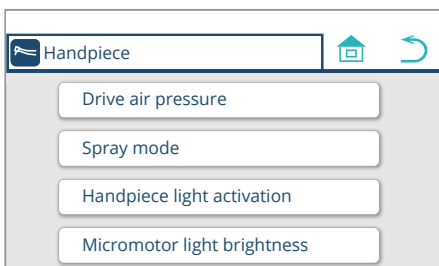 Handpiece
Drive air pressure
Spray mode
Handpiece light activation
Micromotor light brightness